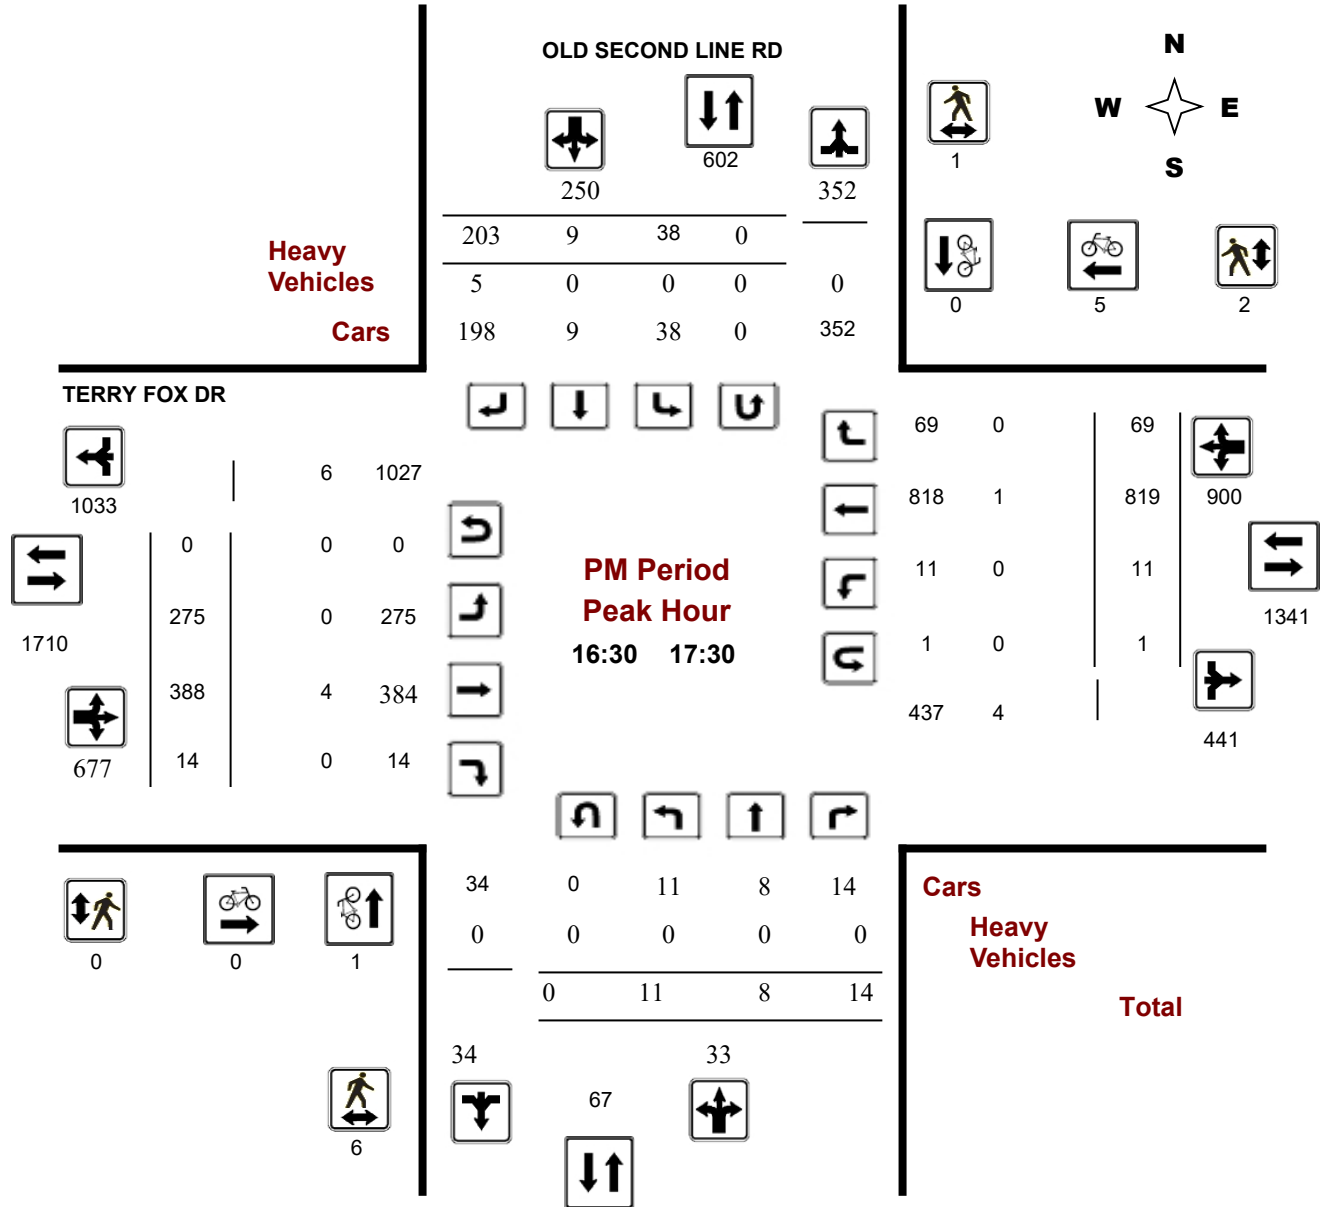 OLD SECOND LINE RD
N
W E
S
602
1
250 352
203 9 38 0
Heavy
Vehicles
5 0 0 0 0
0 5 2
Cars
198 9 38 0 352
TERRY FOX DR
69 0 69
6 1027
1033
818 1 819 900
0 0 0
PM Period
11 0 11
Peak Hour
275 0 275
1341
1710
16:30 17:30
1 0 1
388 4 384
437 4
441
677 14 0 14
34 0 11 8 14
Cars
0 0 0 0 0
Heavy
Vehicles
0 0 1
0 11 8 14
Total
34 33
67
6